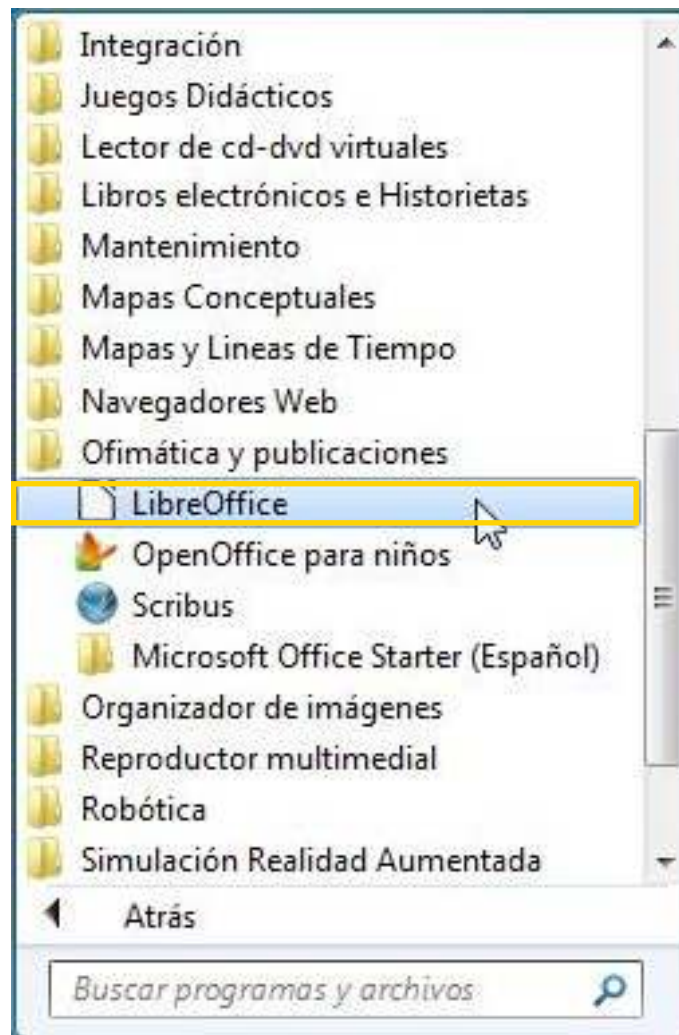 Integración
Juegos Didácticos
Lector de cd-dvd virtuales
Libros electrónicos e Historietas
Mantenimiento
Mapas Conceptuales
Mapas y Lineas de Tiempo
Navegadores Web
Ofimática y publicaciones
LibreOffice
OpenOffice para niños
Scribus
Microsoft Office Starter (Español)
Organizador de imágenes
Reproductor multimedial
Robótica
Simulación Realidad Aumentada
Atrás
Buscar programas y archivos